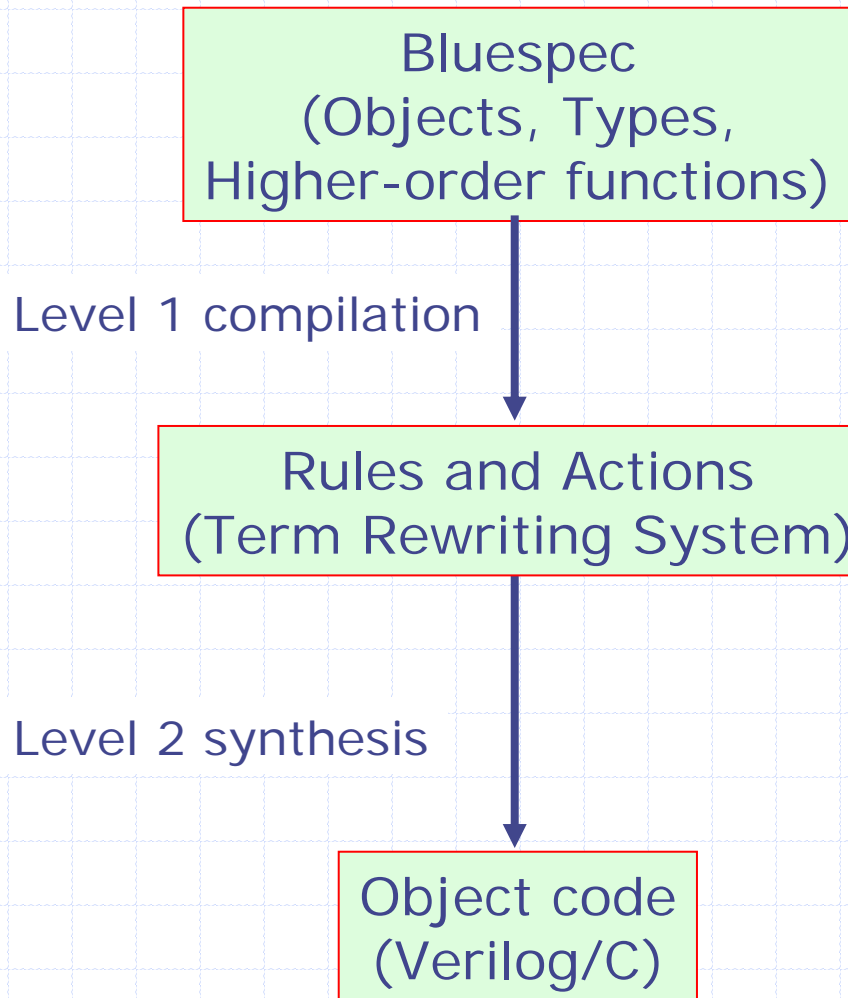 Bluespec
(Objects, Types,
Higher-order functions)
Level 1 compilation
Rules and Actions
(Term Rewriting System)
Level 2 synthesis
Object code
(Verilog/C)